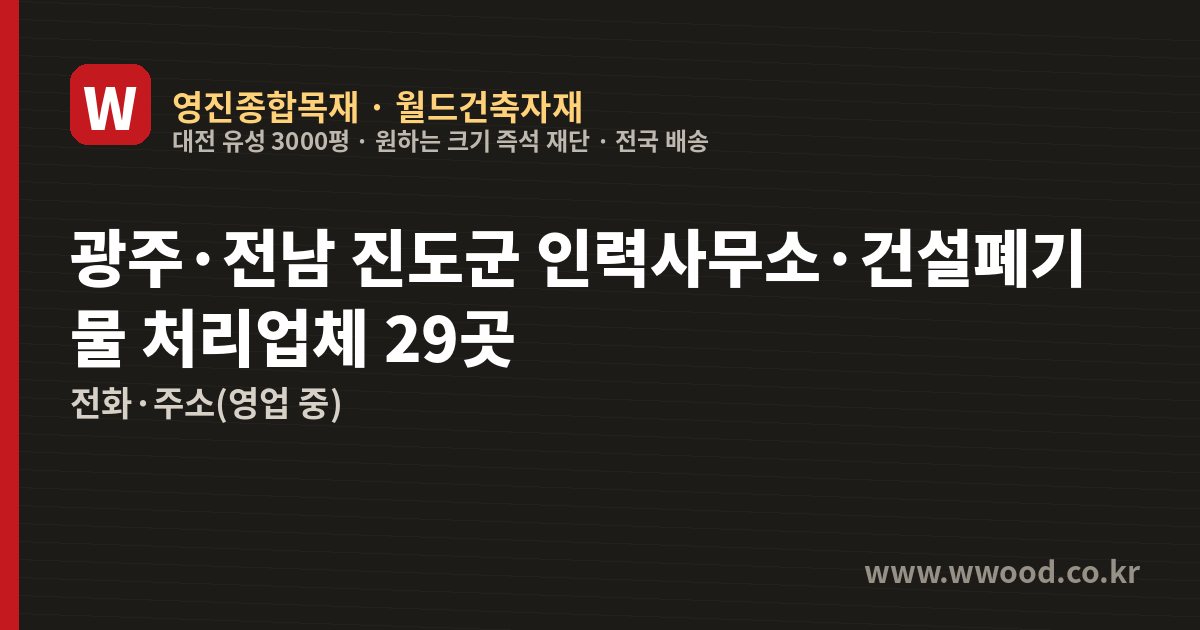 W
영진종합목재 · 월드건축자재
대전 유성 3000평 · 원하는 크기 즉석 재단 · 전국 배송
광주·전남 진도군 인력사무소·건설폐기
물 처리업체 29곳
전화·주소(영업 중)
www.wwood.co.kr